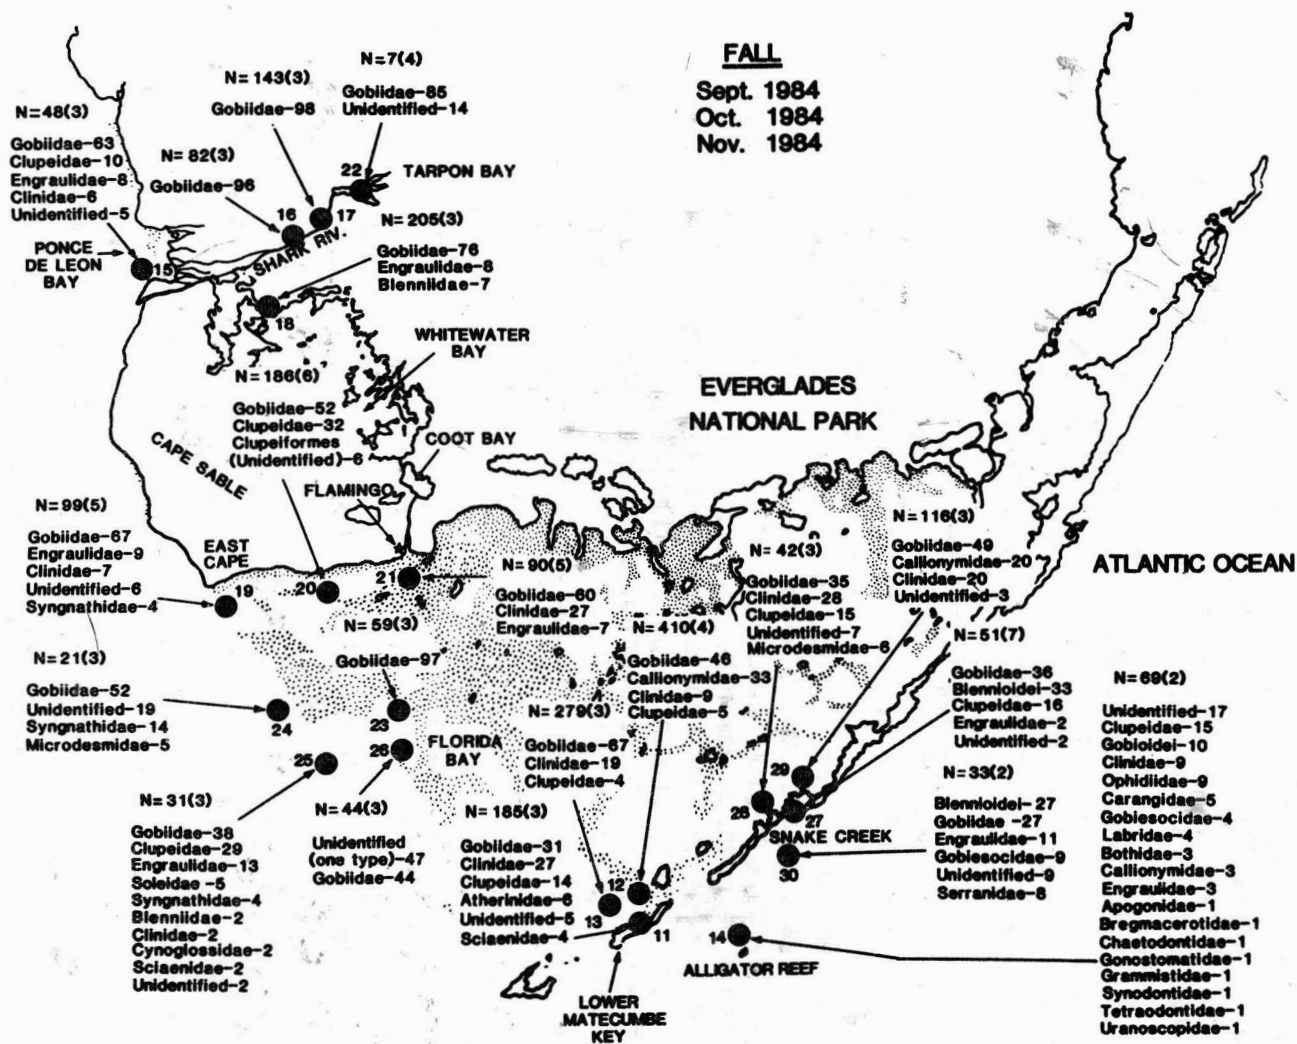 FALL
Sept. 1984
Oct. 1984
Nov. 1984
N=48(3)
Gobiidae-63
Clupeidae-10
Engraulidae-8
Clinidae-6
Unidentified-5
PONCE
DE LEON
BAY
15
N=82(3)
Gobiidae-96
16
N=143(3)
Gobiidae-98
17
N=7(4)
Gobiidae-85
Unidentified-14
22
TARPON BAY
SHARK RIV.
N=205(3)
Gobiidae-76
Engraulidae-8
Blenniidae-7
18
WHITEWATER
BAY
N=186(6)
Gobiidae-52
Clupeidae-32
Clupeiformes
(Unidentified)-6
COOT BAY
CAPE SABLE
FLAMINGO
EVERGLADES
NATIONAL PARK
ATLANTIC OCEAN
N=99(5)
Gobiidae-67
Engraulidae-9
Clinidae-7
Unidentified-6
Syngnathidae-4
EAST
CAPE
19
20
21
N=90(5)
Gobiidae-60
Clinidae-27
Engraulidae-7
N=59(3)
Gobiidae-97
23
N=21(3)
Gobiidae-52
Unidentified-19
Syngnathidae-14
Microdesmidae-5
24
25
26
FLORIDA
BAY
N=31(3)
Gobiidae-38
Clupeidae-29
Engraulidae-13
Soleidae-5
Syngnathidae-4
Blenniidae-2
Clinidae-2
Cynoglossidae-2
Sciaenidae-2
Unidentified-2
N=44(3)
Unidentified
(one type)-47
Gobiidae-44
N=185(3)
Gobiidae-31
Clinidae-27
Clupeidae-14
Atherinidae-6
Unidentified-5
Sciaenidae-4
N=279(3)
Gobiidae-67
Clinidae-19
Clupeidae-4
N=410(4)
Gobiidae-46
Callionymidae-33
Clinidae-9
Clupeidae-5
12
13
11
LOWER
MATECUMBE
KEY
N=42(3)
Gobiidae-35
Clinidae-28
Clupeidae-15
Unidentified-7
Microdesmidae-6
28
N=116(3)
Gobiidae-49
Callionymidae-20
Clinidae-20
Unidentified-3
29
N=51(7)
Gobiidae-36
Blennioidei-33
Clupeidae-16
Engraulidae-2
Unidentified-2
27
SNAKE CREEK
30
N=33(2)
Blennioidei-27
Gobiidae-27
Engraulidae-11
Gobiesocidae-9
Unidentified-9
Serranidae-8
14
ALLIGATOR REEF
N=69(2)
Unidentified-17
Clupeidae-15
Gobioidei-10
Clinidae-9
Ophidiidae-9
Carangidae-5
Gobiesocidae-4
Labridae-4
Bothidae-3
Callionymidae-3
Engraulidae-3
Apogonidae-1
Bregmacerotidae-1
Chaetodontidae-1
Gonostomatidae-1
Grammistidae-1
Synodontidae-1
Tetraodontidae-1
Uranoscopidae-1